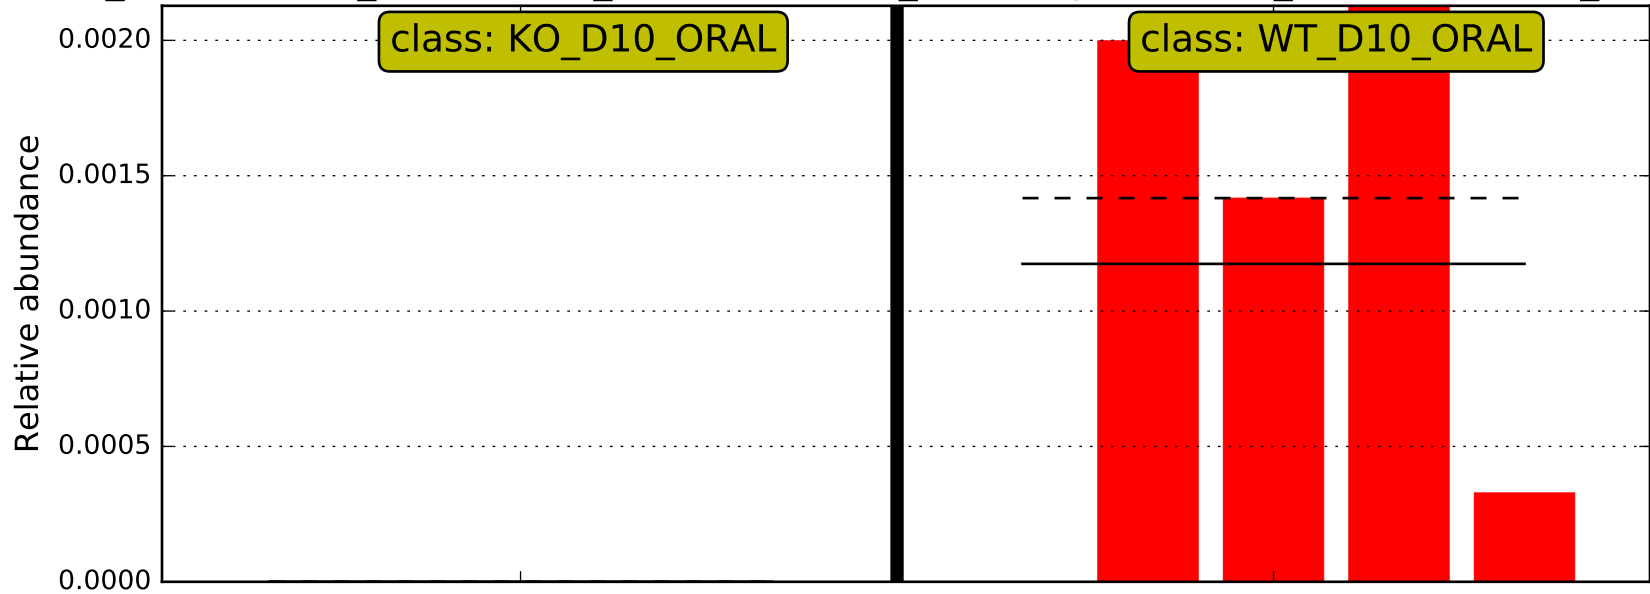 class: KO_D10_ORAL
class: WT_D10_ORAL
0.0020
0.0015
0.0010
0.0005
0.0000
Relative abundance